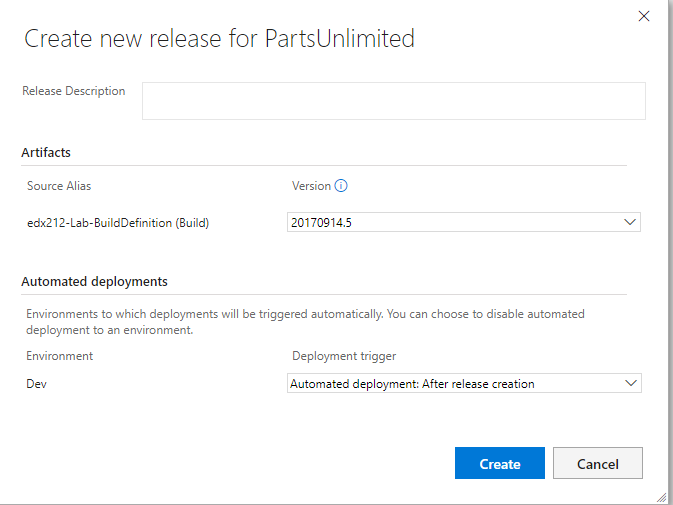 Create new release for PartsUnlimited
Release Description
Artifacts
Source Alias
Version
edx212-Lab-BuildDefinition (Build)
20170914.5
Automated deployments
Environments to which deployments will be triggered automatically. You can choose to disable automated
deployment to an environment.
Environment
Deployment trigger
Dev
Automated deployment: After release creation
Create
Cancel